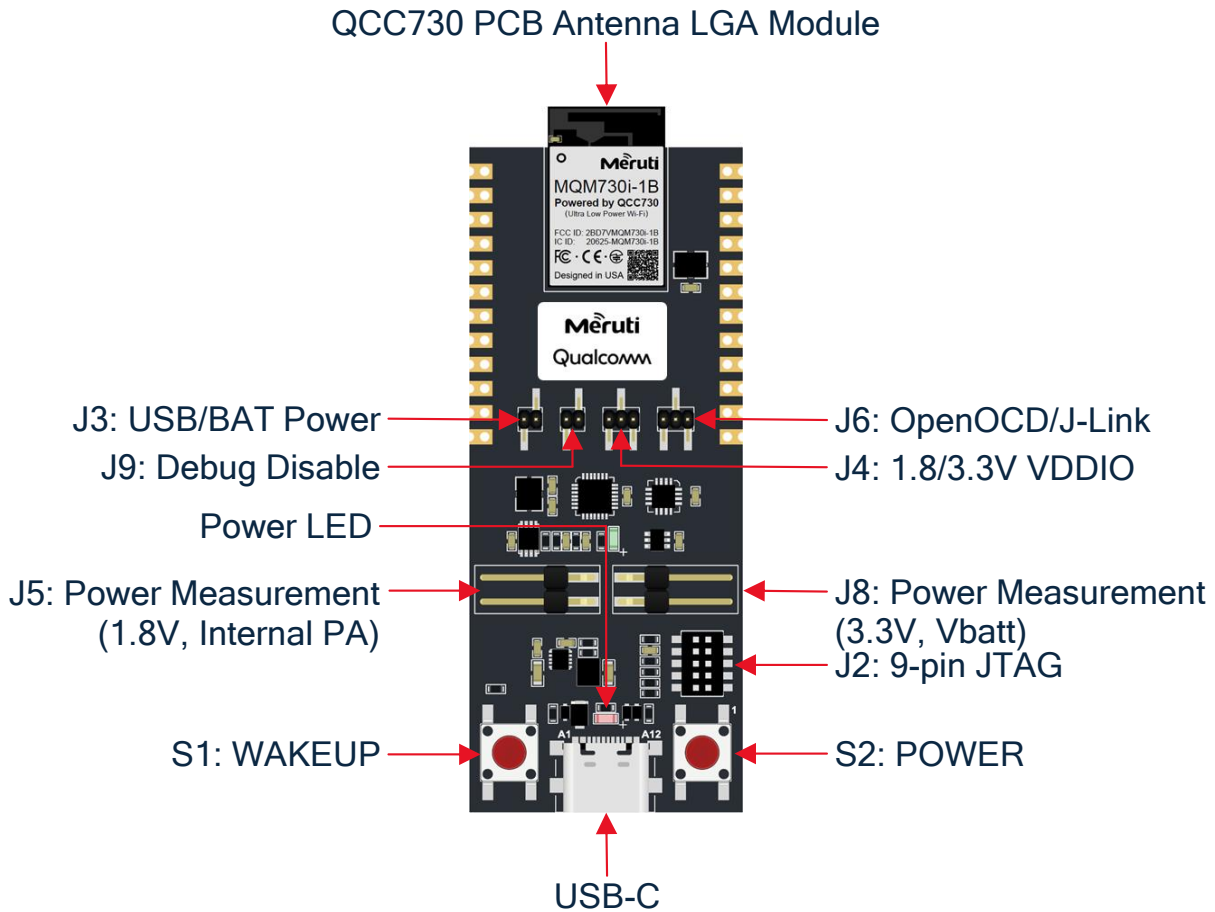 QCC730 PCB Antenna LGA Module
Meruti
MQM730i-1B
Powered by QCC730
(Ultra Low Power Wi-Fi)
FCC ID: 2BD7VMQM730i-1B
IC ID: 20625-MQM730i-1B
FC · CE ·
Designed in USA
Meruti
Qualcomm
J3: USB/BAT Power
J9: Debug Disable
J6: OpenOCD/J-Link
J4: 1.8/3.3V VDDIO
Power LED
+
J5: Power Measurement
(1.8V, Internal PA)
J8: Power Measurement
(3.3V, Vbatt)
J2: 9-pin JTAG
1
+
A1 A12
S1: WAKEUP
S2: POWER
USB-C